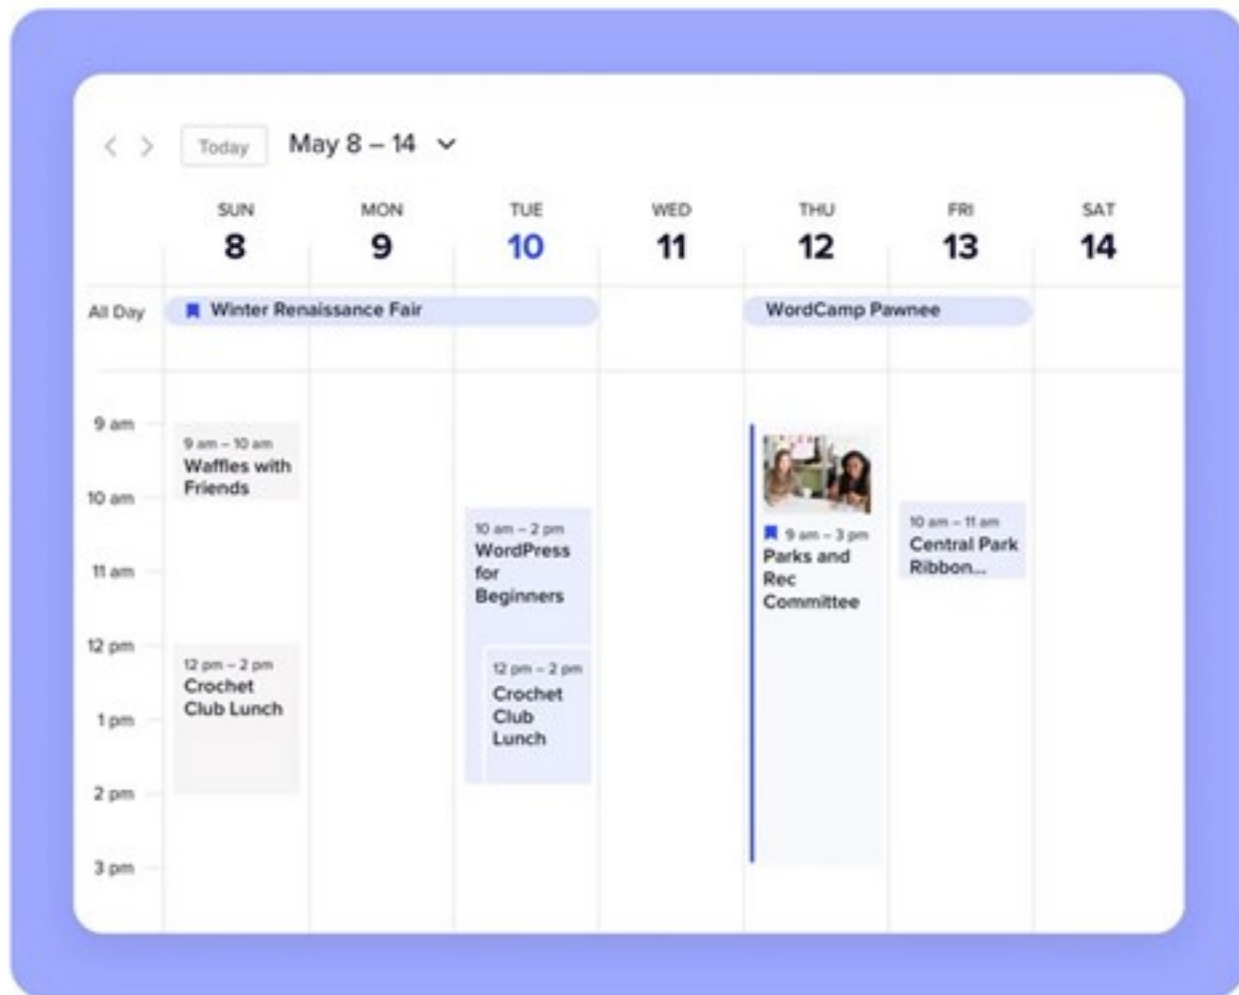 Today May 8 – 14
SUN MON TUE WED THU FRI SAT
8 9 10 11 12 13 14
All Day Winter Renaissance Fair WordCamp Pawnee
9 am
9 am – 10 am
Waffles with
Friends
10 am
11 am
12 pm
12 pm – 2 pm
Crochet
Club Lunch
1 pm
2 pm
3 pm
10 am – 2 pm
WordPress
for
Beginners
12 pm – 2 pm
Crochet
Club
Lunch
9 am – 3 pm
Parks and
Rec
Committee
10 am – 11 am
Central Park
Ribbon...